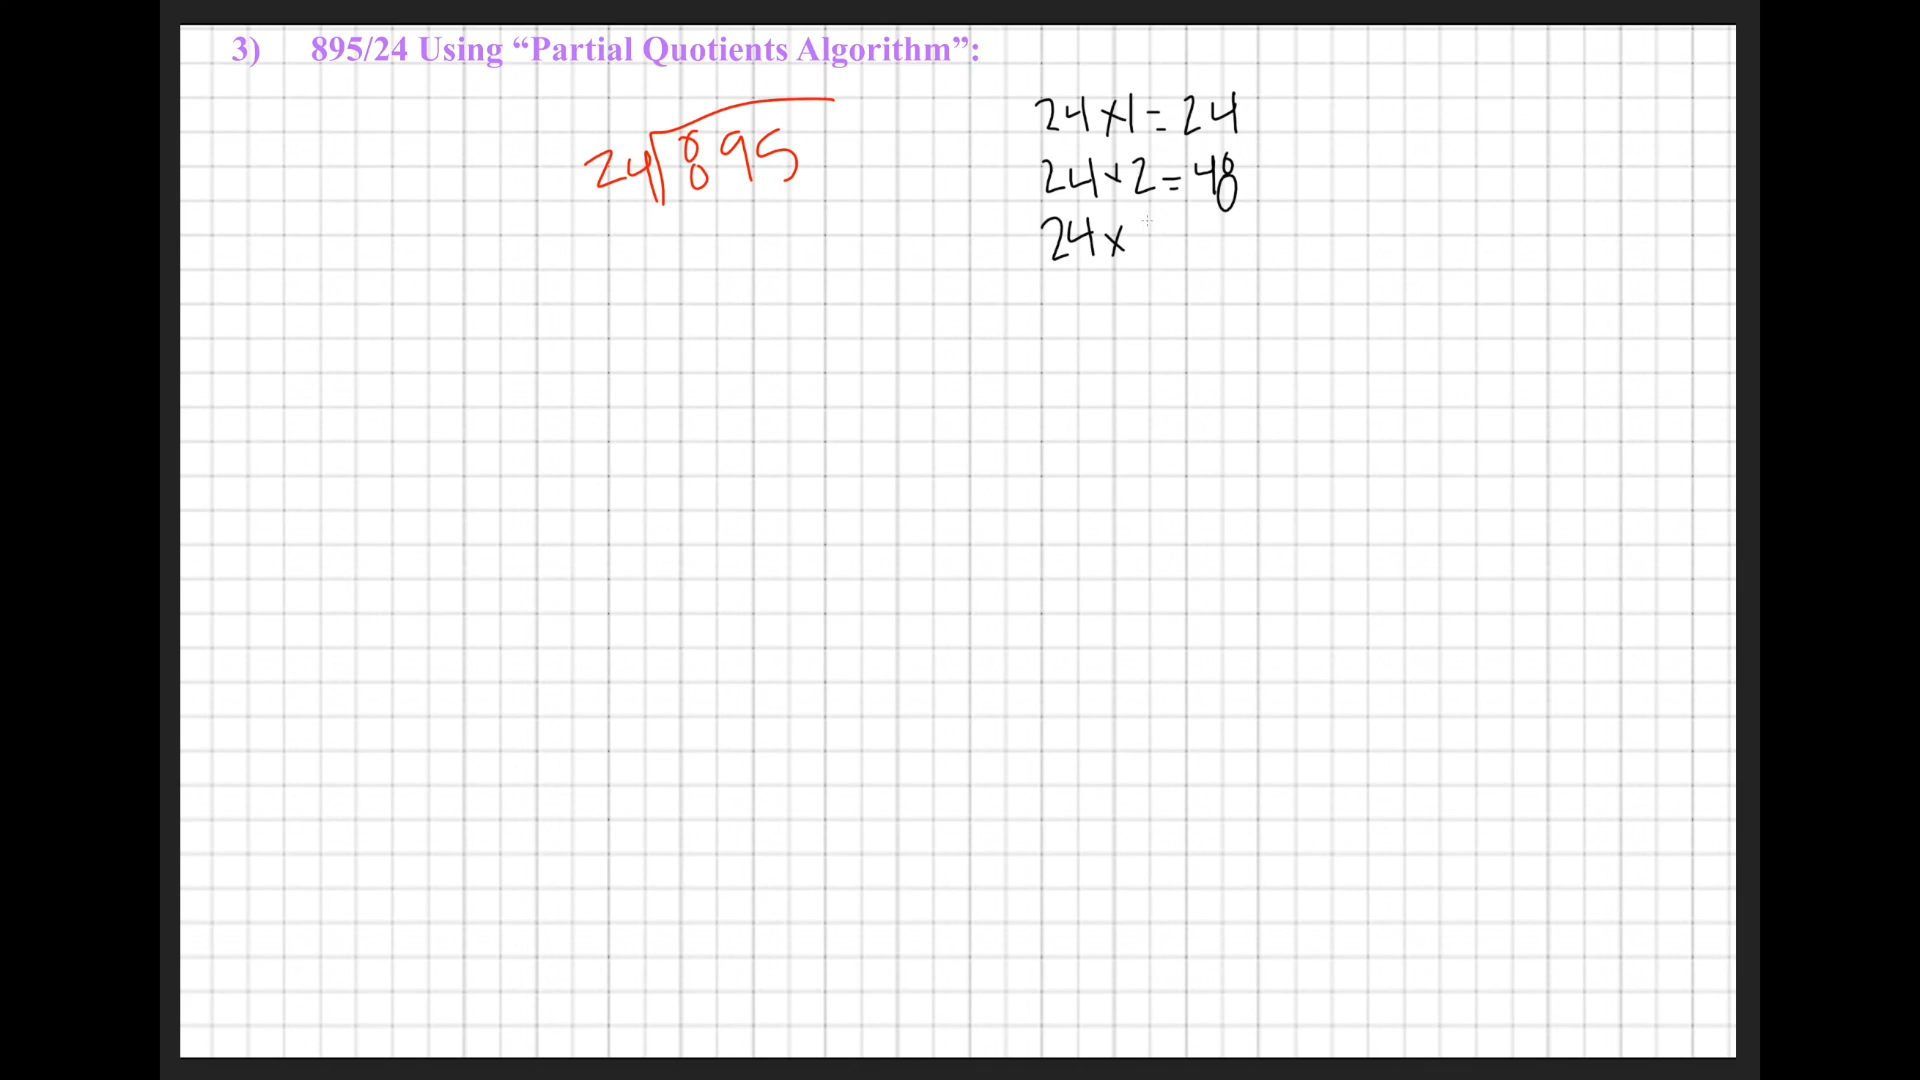 3) 895/24 Using “Partial Quotients Algorithm”:
24 895
24 x 1 = 24
24 x 2 = 48
24 x